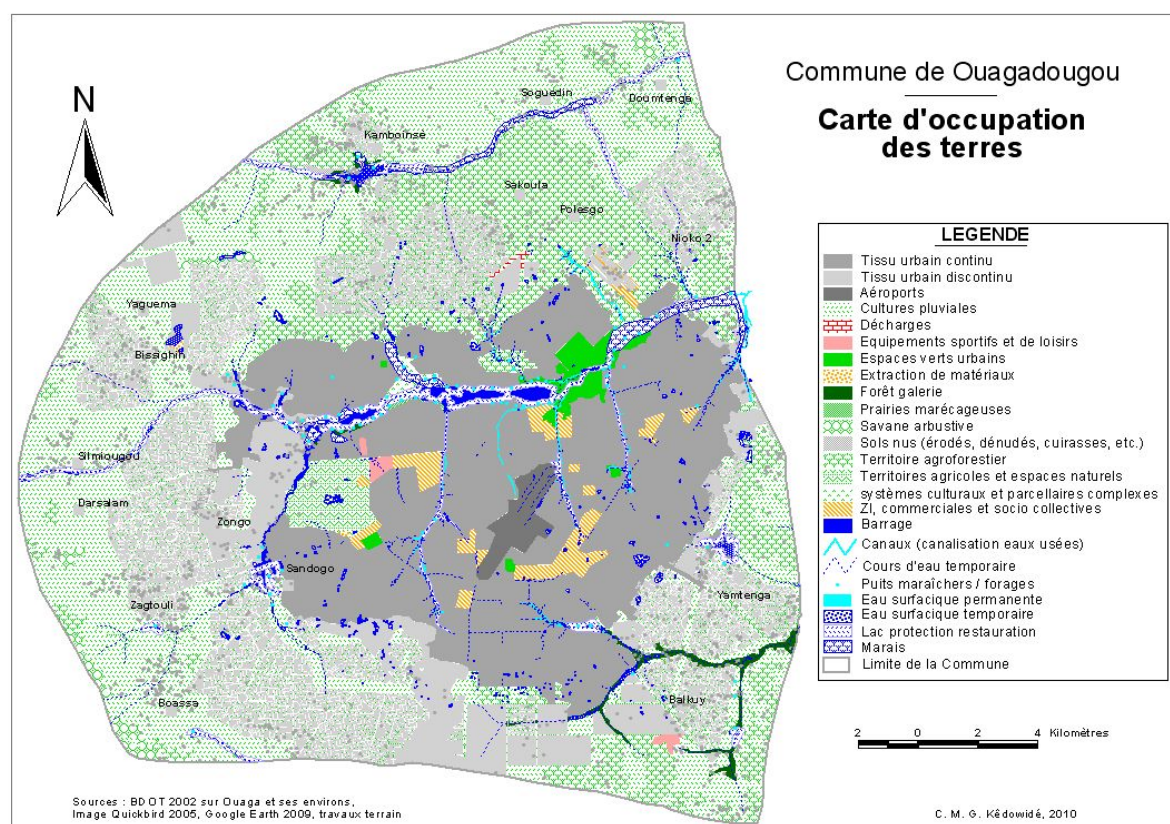 Commune de Ouagadougou
Carte d'occupation
des terres
N
Soguedin
Doumtenga
Kamboinsé
Sakoula
Polesgo
Nioko 2
Yaguema
Bissighin
Silmiougou
Darsalam
Zongo
Sandogo
Zagtouli
Yamtenga
Boassa
Balkuy
LEGENDE
Tissu urbain continu
Tissu urbain discontinu
Aéroports
Cultures pluviales
Décharges
Equipements sportifs et de loisirs
Espaces verts urbains
Extraction de matériaux
Forêt galerie
Prairies marécageuses
Savane arbustive
Sols nus (érodés, dénudés, cuirasses, etc.)
Territoire agroforestier
Territoires agricoles et espaces naturels
systèmes culturaux et parcellaires complexes
ZI, commerciales et socio collectives
Barrage
Canaux (canalisation eaux usées)
Cours d'eau temporaire
Puits maraîchers / forages
Eau surfacique permanente
Eau surfacique temporaire
Lac protection restauration
Marais
Limite de la Commune
2 0 2 4 Kilomètres
Sources : BDOT 2002 sur Ouaga et ses environs,
Image Quickbird 2005, Google Earth 2009, travaux terrain
C. M. G. Kêdowidé, 2010